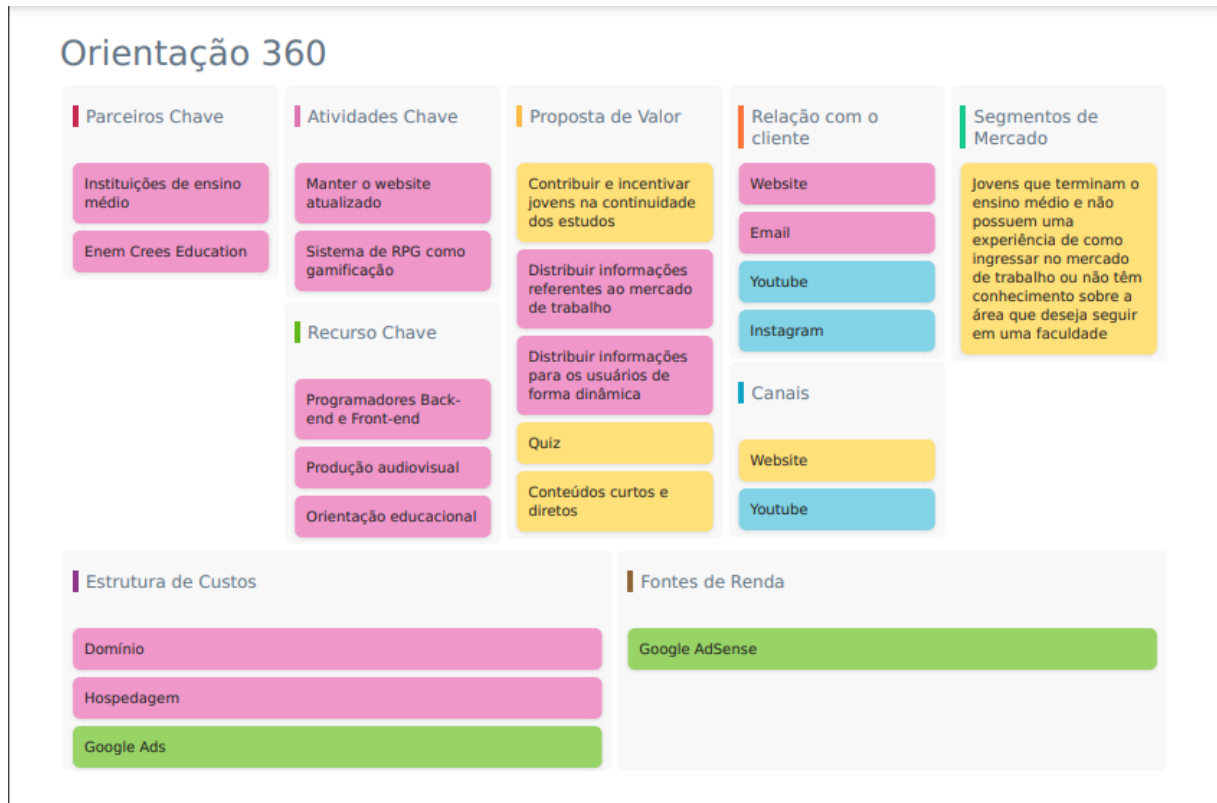 Orientação 360
Parceiros Chave
Instituições de ensino
médio
Enem Crees Education
Atividades Chave
Manter o website
atualizado
Sistema de RPG como
gamificação
Recurso Chave
Programadores Back-
end e Front-end
Produção audiovisual
Orientação educacional
Proposta de Valor
Contribuir e incentivar
jovens na continuidade
dos estudos
Distribuir informações
referentes ao mercado
de trabalho
Distribuir informações
para os usuários de
forma dinâmica
Quiz
Conteúdos curtos e
diretos
Relação com o
cliente
Website
Email
Youtube
Instagram
Canais
Website
Youtube
Segmentos de
Mercado
Jovens que terminam o
ensino médio e não
possuem uma
experiência de como
ingressar no mercado
de trabalho ou não têm
conhecimento sobre a
área que deseja seguir
em uma faculdade
Estrutura de Custos
Domínio
Hospedagem
Google Ads
Fontes de Renda
Google AdSense